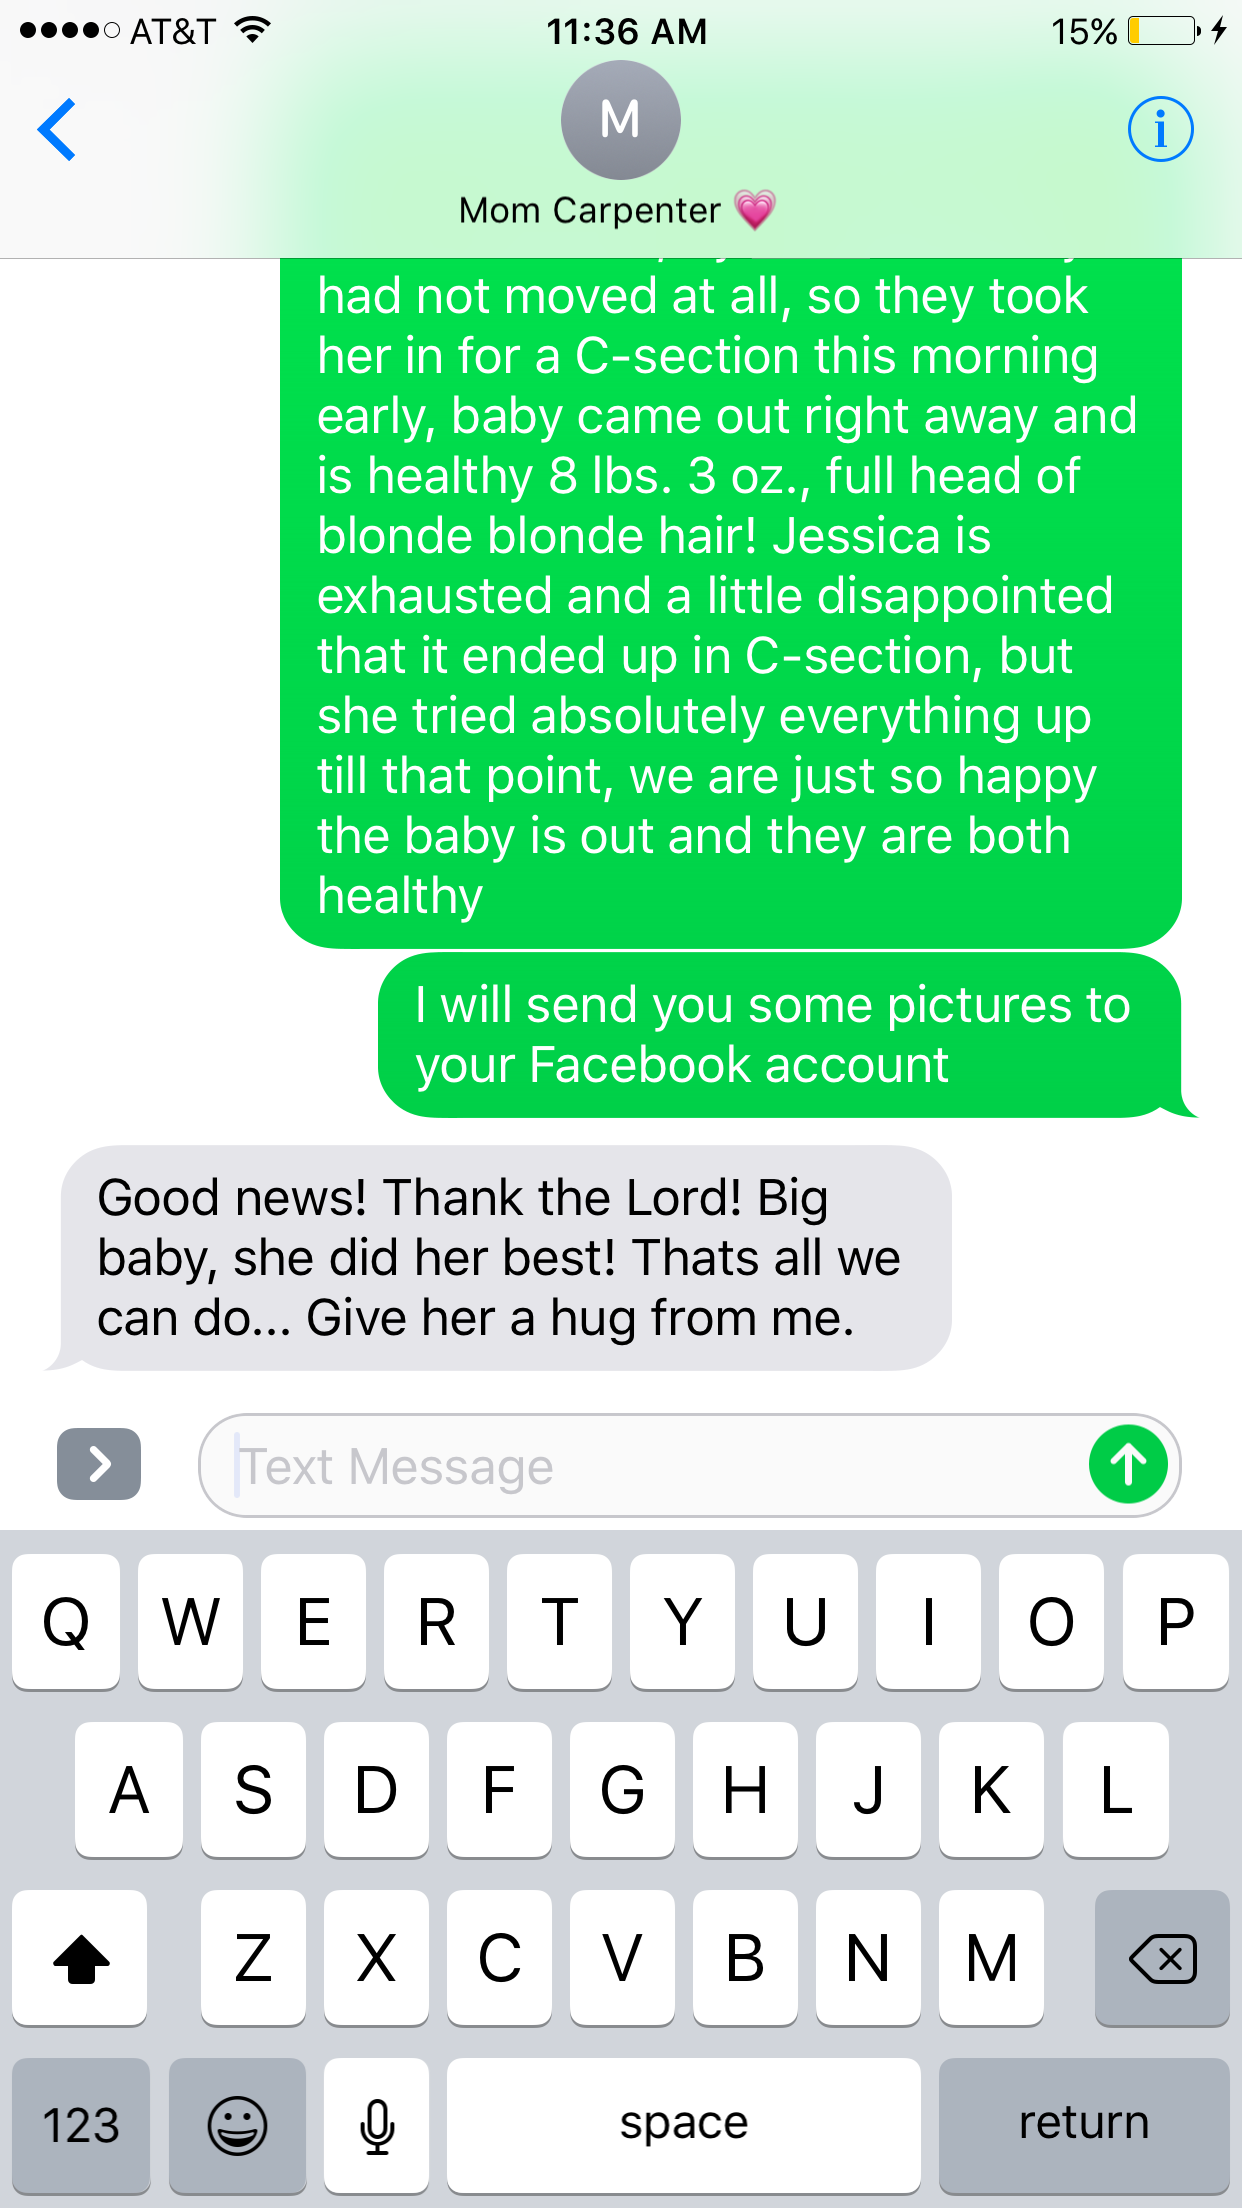 AT&T 11:36 AM 15%
M
i
Mom Carpenter
had not moved at all, so they took
her in for a C-section this morning
early, baby came out right away and
is healthy 8 lbs. 3 oz., full head of
blonde blonde hair! Jessica is
exhausted and a little disappointed
that it ended up in C-section, but
she tried absolutely everything up
till that point, we are just so happy
the baby is out and they are both
healthy
I will send you some pictures to
your Facebook account
Good news! Thank the Lord! Big
baby, she did her best! Thats all we
can do... Give her a hug from me.
Text Message
Q W E R T Y U I O P
A S D F G H J K L
Z X C V B N M
123 space return